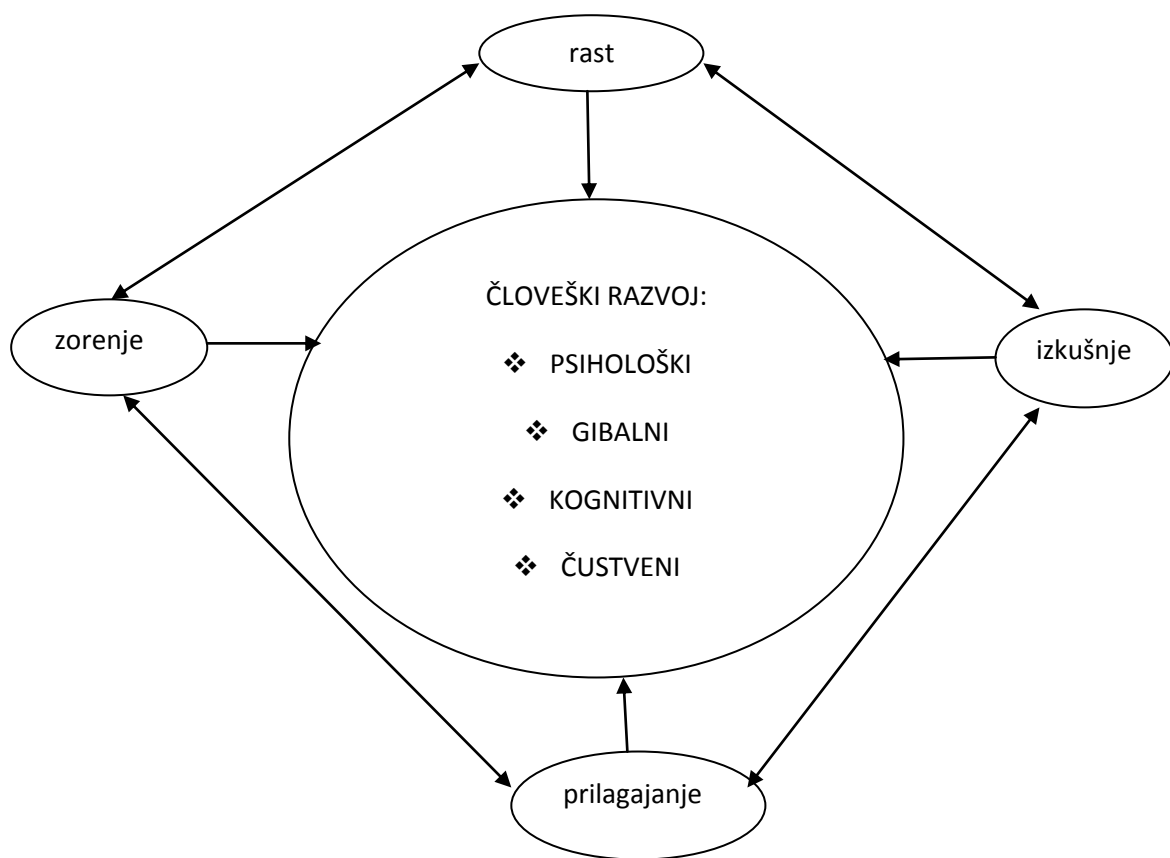 rast
ČLOVEŠKI RAZVOJ:
zorenje
izkušnje
❖ PSIHOLOŠKI
❖ GIBALNI
❖ KOGNITIVNI
❖ ČUSTVENI
prilagajanje